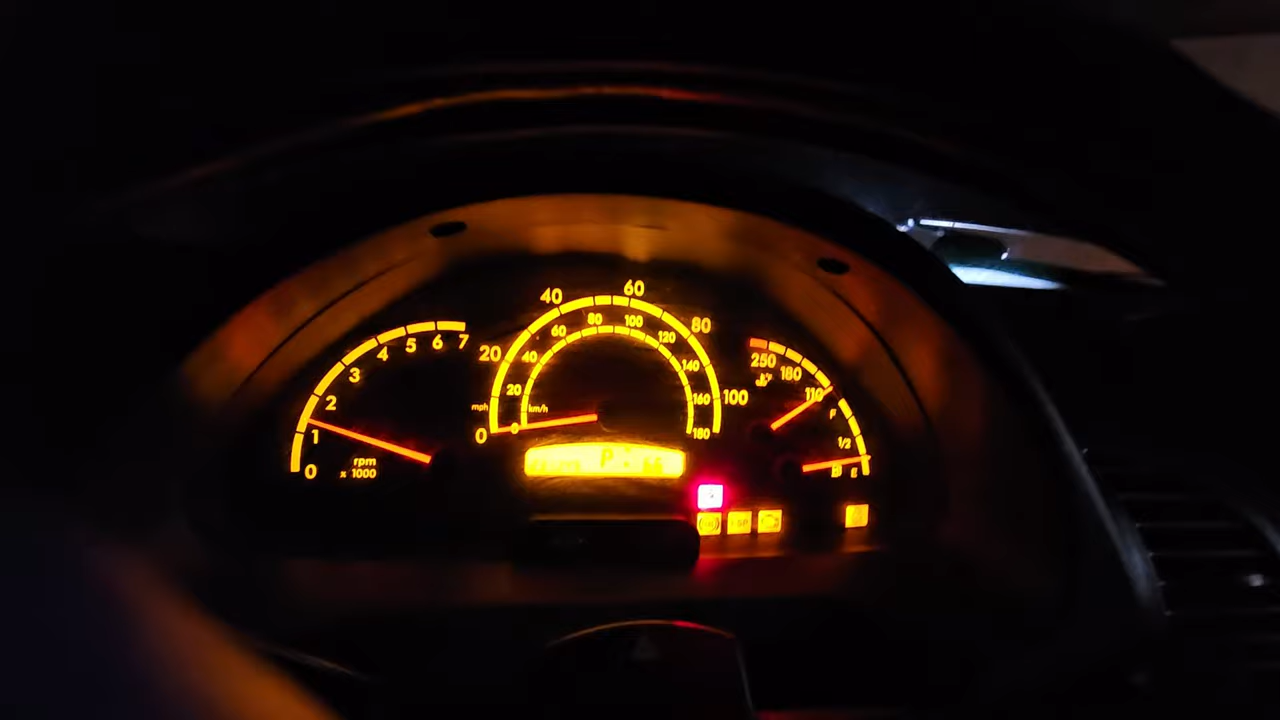 0 1 2 3 4 5 6 7
rpm
x 1000
0 20 40 60 80 100
mph
0 20 40 60 80 100 120 140 160 180
km/h
250 180 110
F
1/2
E
P